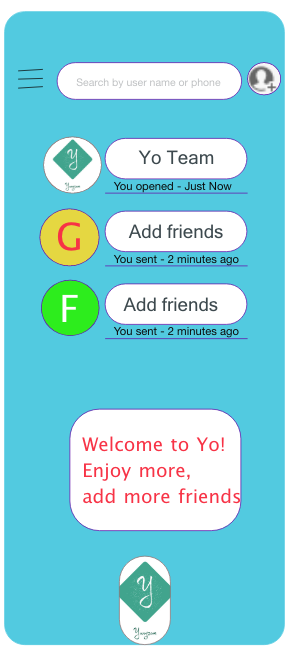 Search by user name or phone
Y
Yo Team
You opened - Just Now
G
Add friends
You sent - 2 minutes ago
F
Add friends
You sent - 2 minutes ago
Welcome to Yo!
Enjoy more,
add more friends
Y